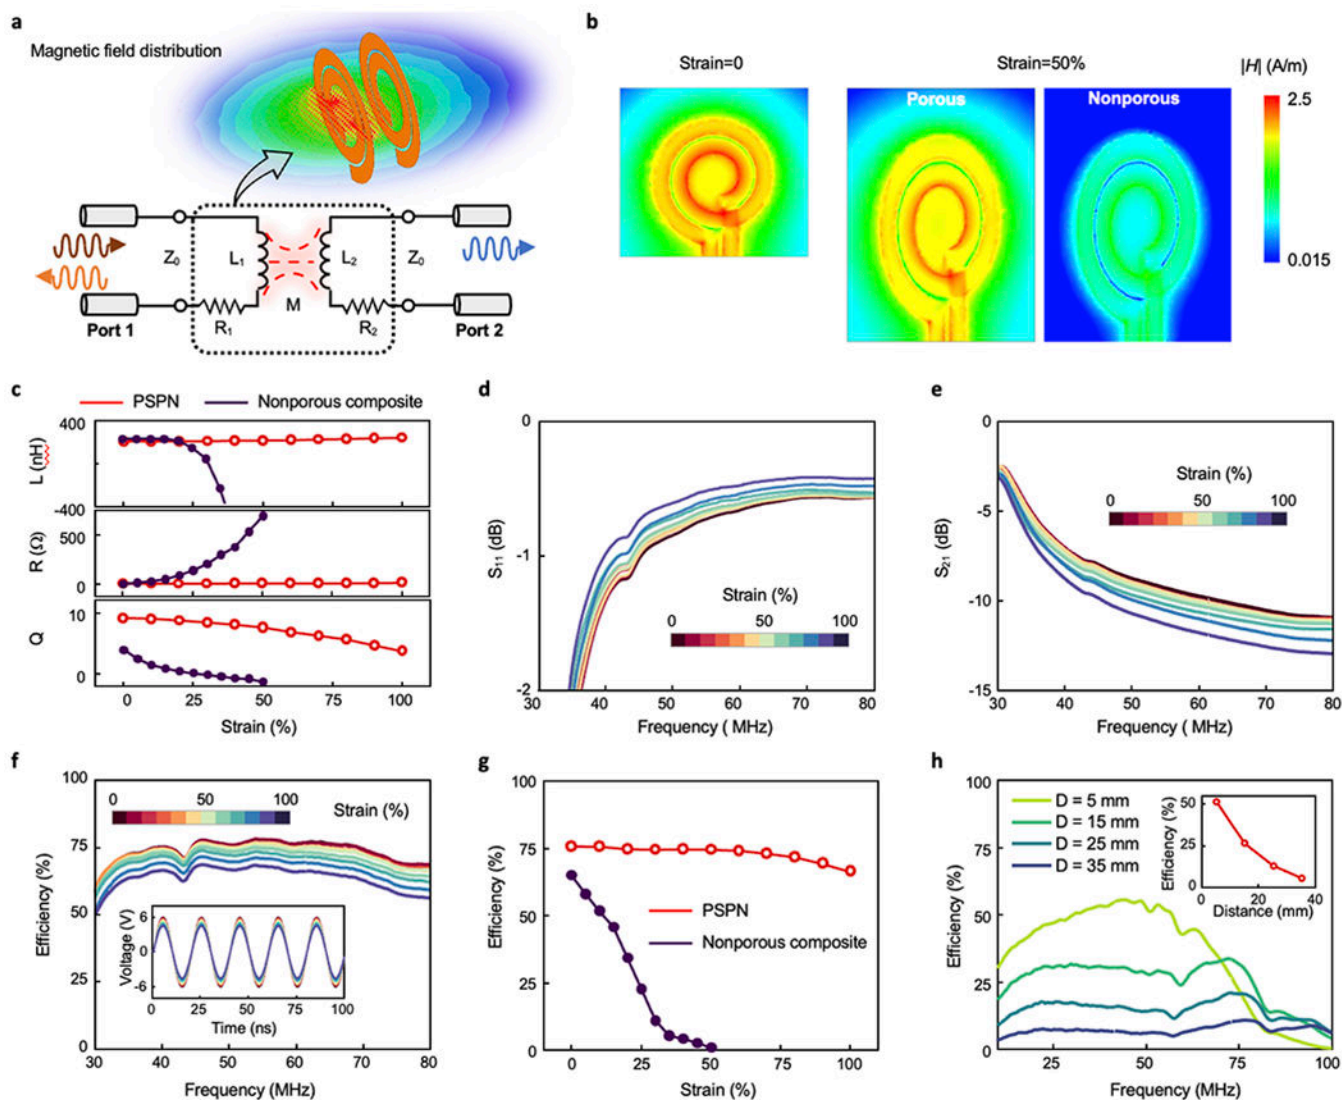 a
Magnetic field distribution
Z₀
L₁
L₂
Z₀
M
R₁
R₂
Port 1
Port 2
b
Strain=0
Strain=50%
|H| (A/m)
Porous
Nonporous
2.5
0.015
c
PSPN
Nonporous composite
400
L (nH)
-400
500
R (Ω)
0
10
Q
0
0
25
50
75
100
Strain (%)
d
0
S₁₁ (dB)
-1
-2
Strain (%)
0
50
100
30
40
50
60
70
80
Frequency ( MHz)
e
0
-5
S₂₁ (dB)
-10
-15
Strain (%)
0
50
100
30
40
50
60
70
80
Frequency ( MHz)
f
100
75
50
25
0
Efficiency (%)
0
50
100
Strain (%)
Voltage (V)
6
0
-6
0
25
50
75
100
Time (ns)
30
40
50
60
70
80
Frequency (MHz)
g
100
75
50
25
0
Efficiency (%)
PSPN
Nonporous composite
0
25
50
75
100
Strain (%)
h
100
75
50
25
0
Efficiency (%)
D = 5 mm
D = 15 mm
D = 25 mm
D = 35 mm
Efficiency (%)
50
25
0
0
20
40
Distance (mm)
25
50
75
100
Frequency (MHz)